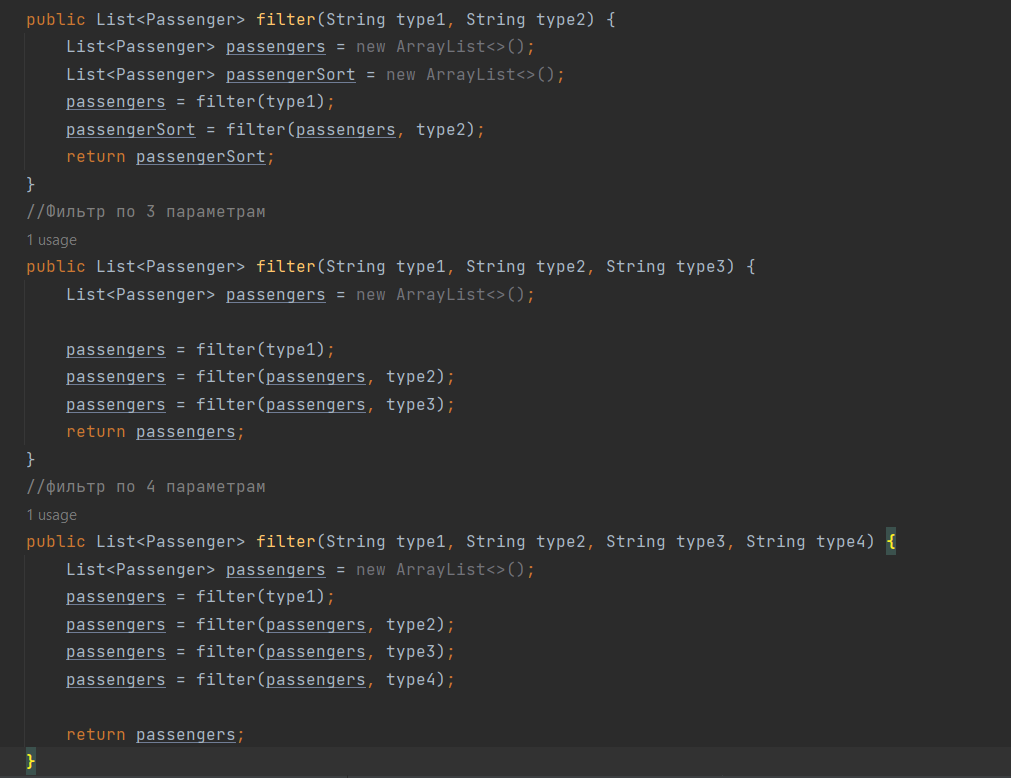 public List<Passenger> filter(String type1, String type2) {
List<Passenger> passengers = new ArrayList<>();
List<Passenger> passengerSort = new ArrayList<>();
passengers = filter(type1);
passengerSort = filter(passengers, type2);
return passengerSort;
}
//Фильтр по 3 параметрам
1 usage
public List<Passenger> filter(String type1, String type2, String type3) {
List<Passenger> passengers = new ArrayList<>();
passengers = filter(type1);
passengers = filter(passengers, type2);
passengers = filter(passengers, type3);
return passengers;
}
//фильтр по 4 параметрам
1 usage
public List<Passenger> filter(String type1, String type2, String type3, String type4) {
List<Passenger> passengers = new ArrayList<>();
passengers = filter(type1);
passengers = filter(passengers, type2);
passengers = filter(passengers, type3);
passengers = filter(passengers, type4);
return passengers;
}